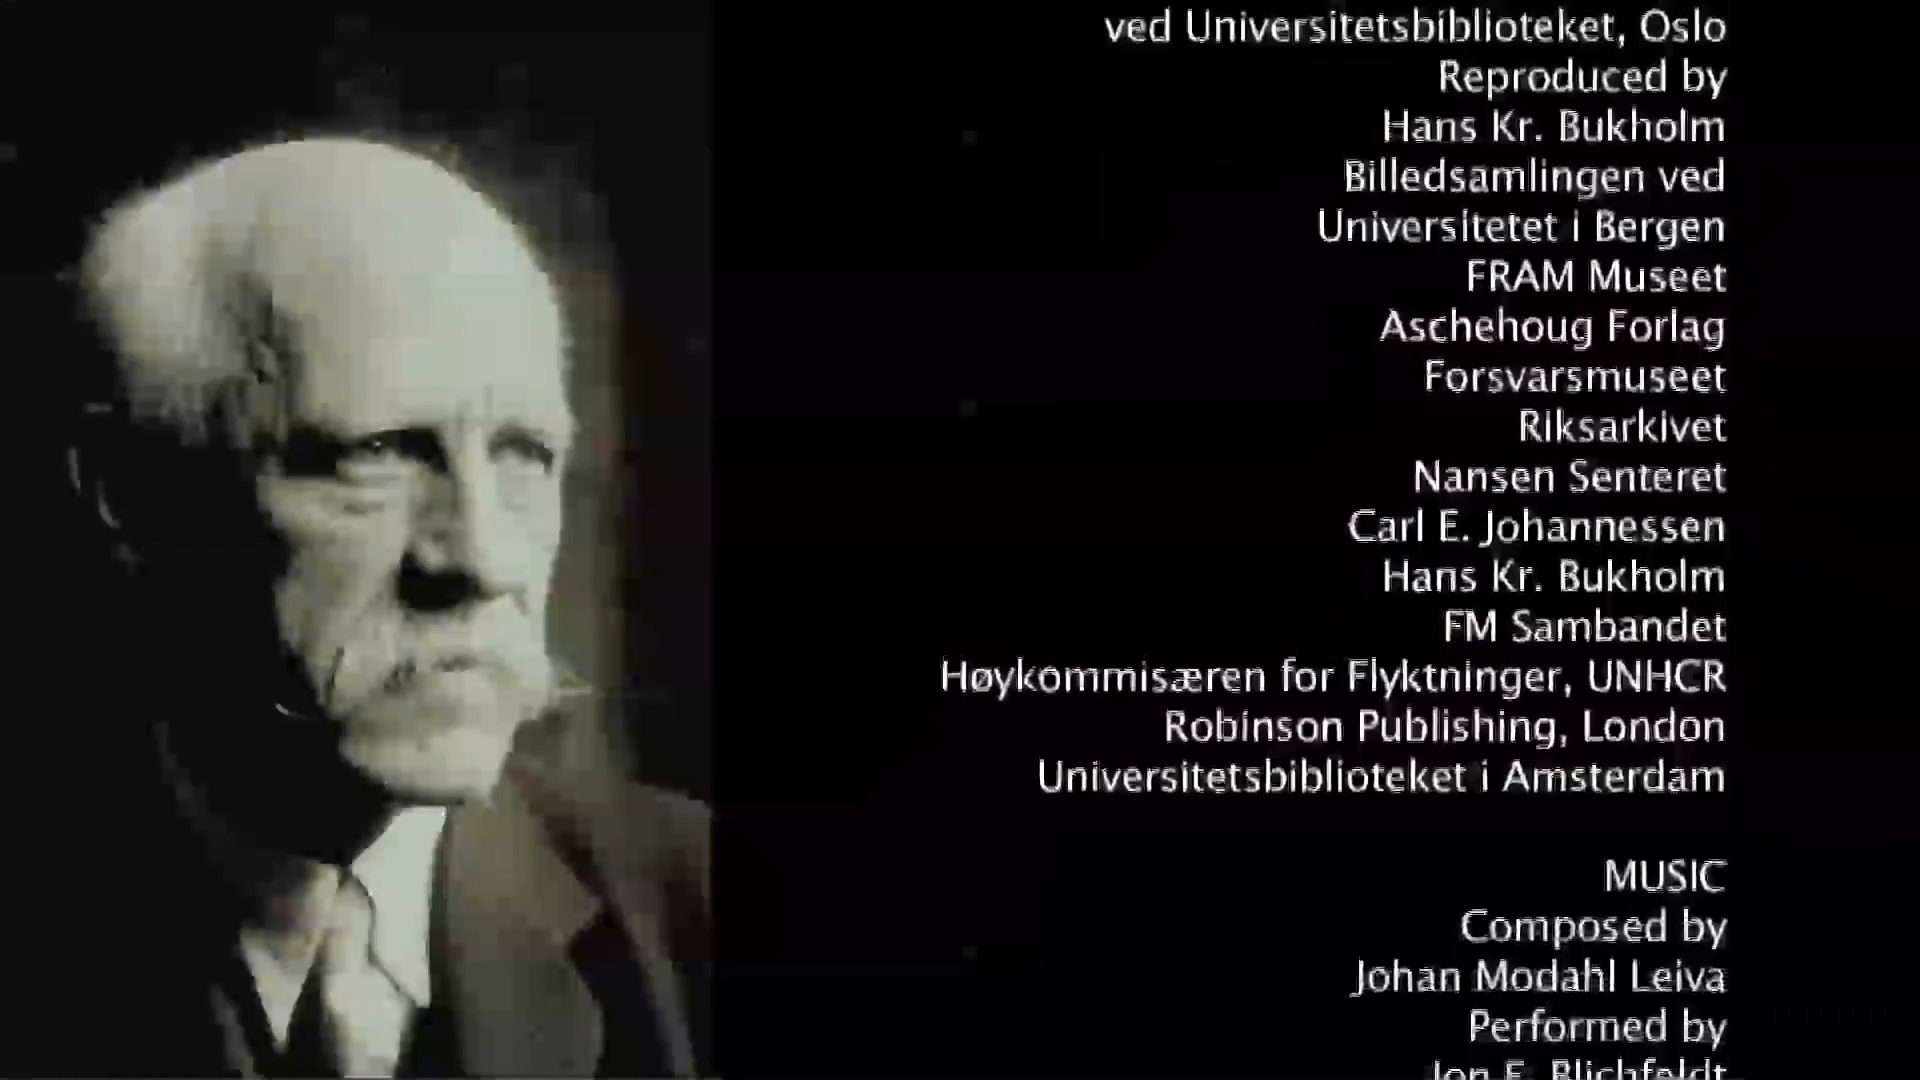 ved Universitetsbiblioteket, Oslo
Reproduced by
Hans Kr. Bukholm
Billedsamlingen ved
Universitetet i Bergen
FRAM Museet
Aschehoug Forlag
Forsvarsmuseet
Riksarkivet
Nansen Senteret
Carl E. Johannessen
Hans Kr. Bukholm
FM Sambandet
Høykommisæren for Flyktninger, UNHCR
Robinson Publishing, London
Universitetsbiblioteket i Amsterdam
MUSIC
Composed by
Johan Modahl Leiva
Performed by
Jon E. Blichfeldt